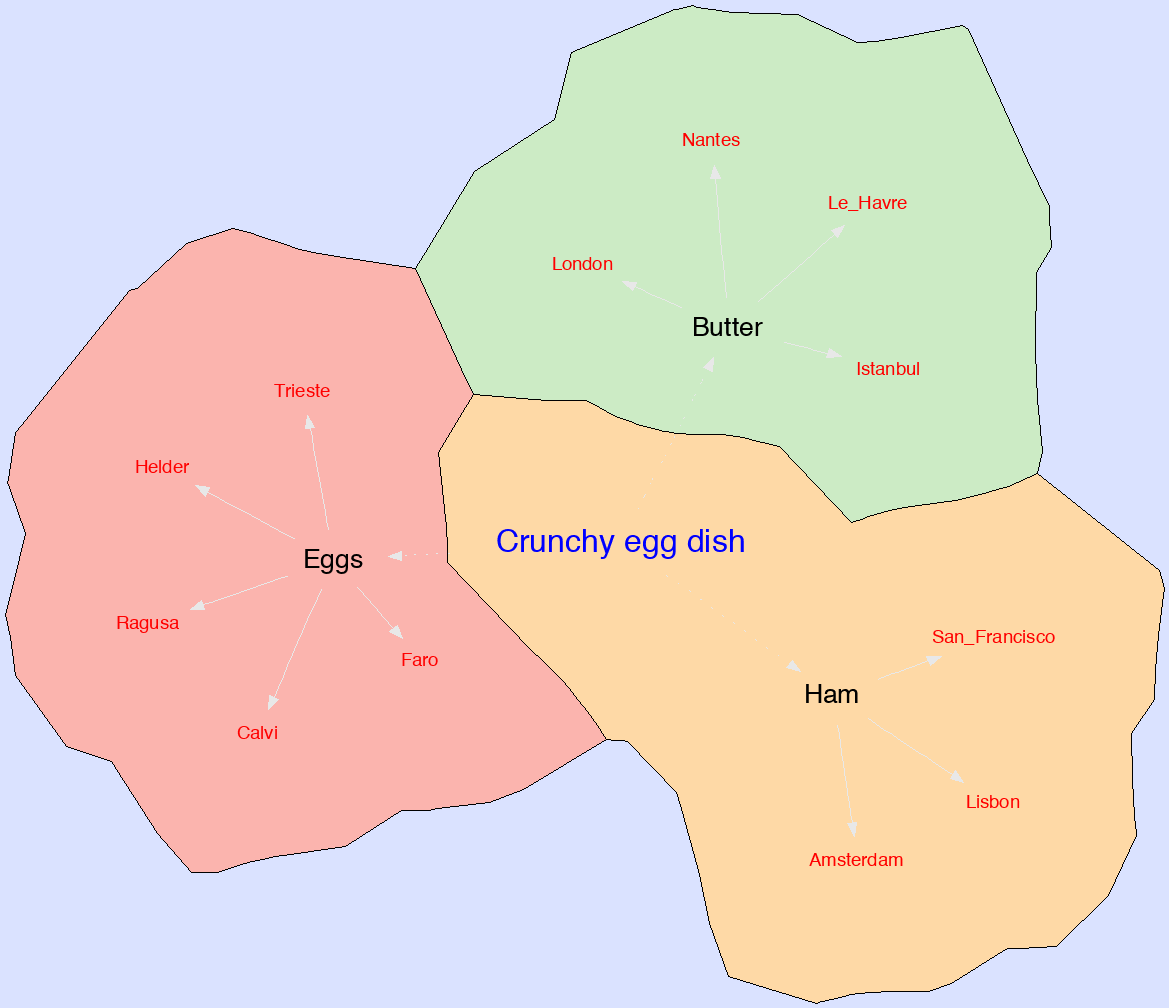 Nantes
Le_Havre
London
Butter
Istanbul
Trieste
Helder
Crunchy egg dish
Eggs
Ragusa
San_Francisco
Faro
Ham
Calvi
Lisbon
Amsterdam